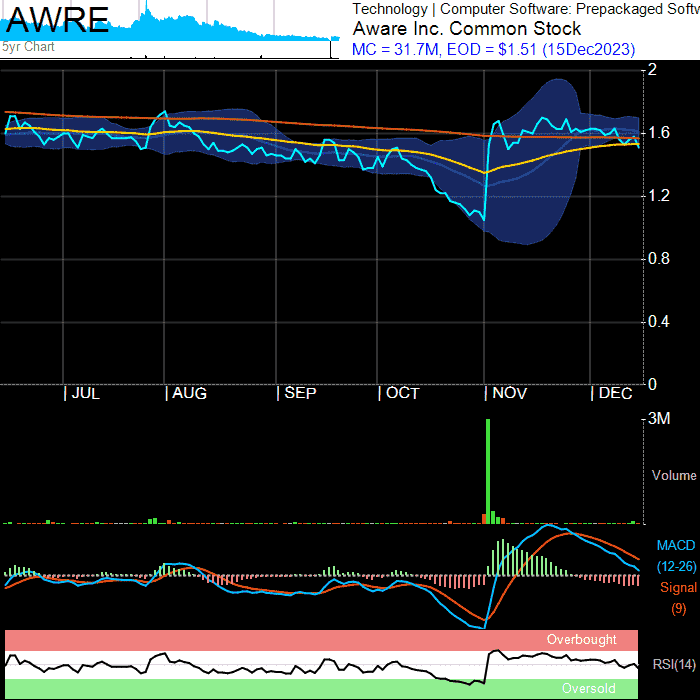 AWRE
5yr Chart
Technology | Computer Software: Prepackaged Softw
Aware Inc. Common Stock
MC = 31.7M, EOD = $1.51 (15Dec2023)
2
1.6
1.2
0.8
0.4
0
| JUL | AUG | SEP | OCT | NOV | DEC
3M
Volume
MACD
(12-26)
Signal
(9)
Overbought
RSI(14)
Oversold